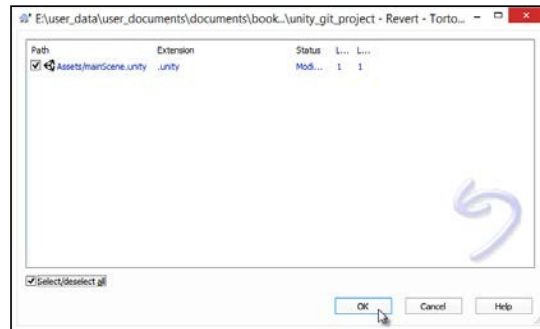 E:\user_data\user_documents\documents\book...\unity_git_project - Revert - Torto...
Path Extension Status L... L...
Assets/mainScene.unity .unity Modi... 1 1
Select/deselect all
OK Cancel Help